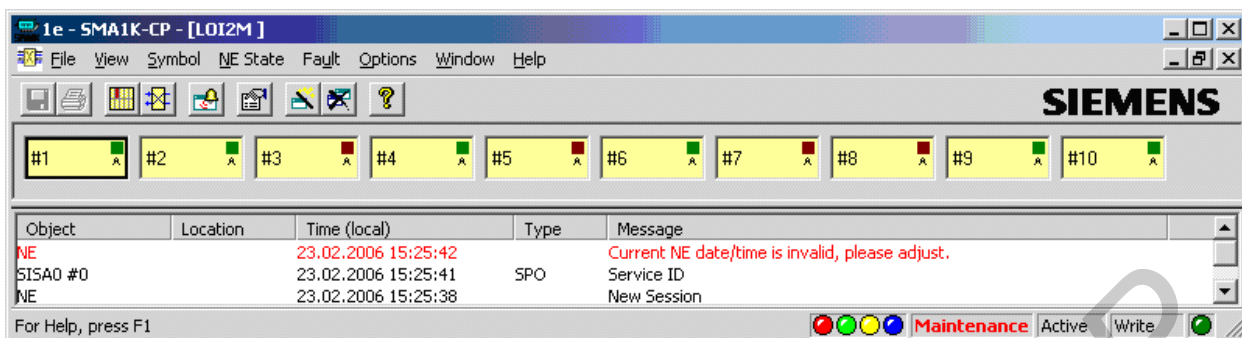 1e - SMA1K-CP - [LOI2M ]
File View Symbol NE State Fault Options Window Help
SIEMENS
#1 A #2 A #3 A #4 A #5 A #6 A #7 A #8 A #9 A #10 A
Object Location Time (local) Type Message
NE 23.02.2006 15:25:42 Current NE date/time is invalid, please adjust.
SISA0 #0 23.02.2006 15:25:41 SPO Service ID
NE 23.02.2006 15:25:38 New Session
For Help, press F1 Maintenance Active Write